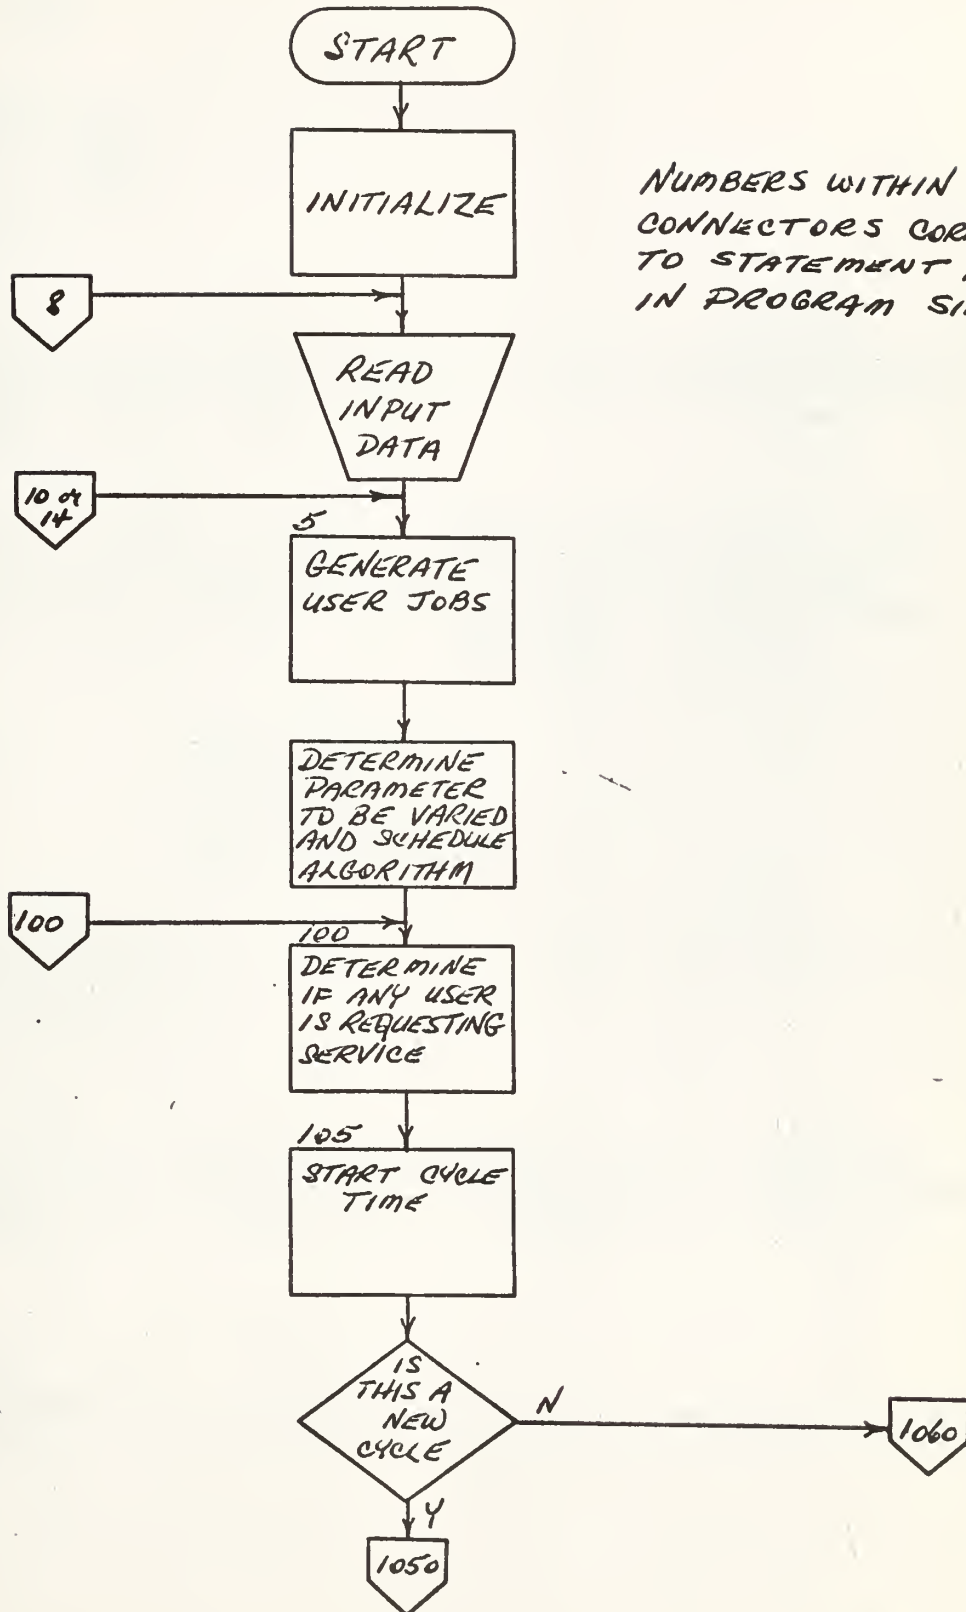 START
INITIALIZE
NUMBERS WITHIN
CONNECTORS
TO STATEMENT
IN PROGRAM
8
READ
INPUT
DATA
10 or
14
5
GENERATE
USER JOBS
DETERMINE
PARAMETER
TO BE VARIED
AND SCHEDULE
ALGORITHM
100
100
DETERMINE
IF ANY USER
IS REQUESTING
SERVICE
105
START CYCLE
TIME
IS
THIS A
NEW
CYCLE
N
1060
Y
1050